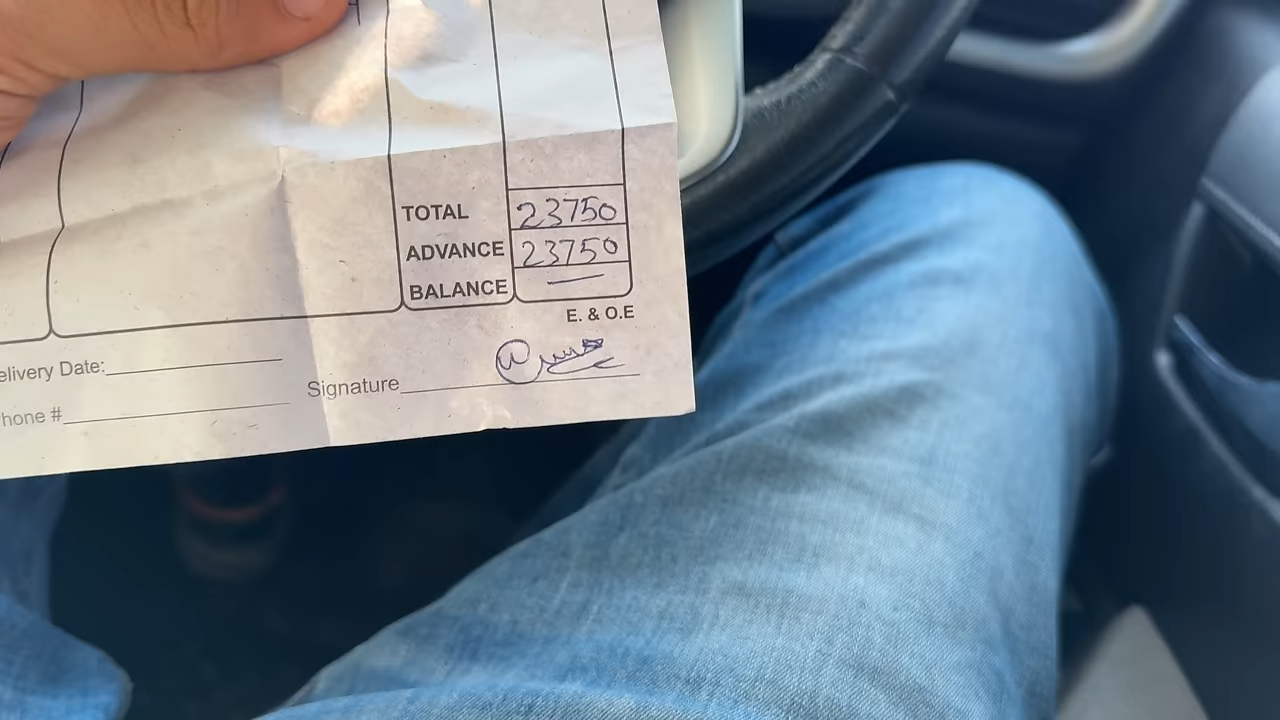 TOTAL 23750
ADVANCE 23750
BALANCE —
E. & O.E
elivery Date:
Signature
hone #